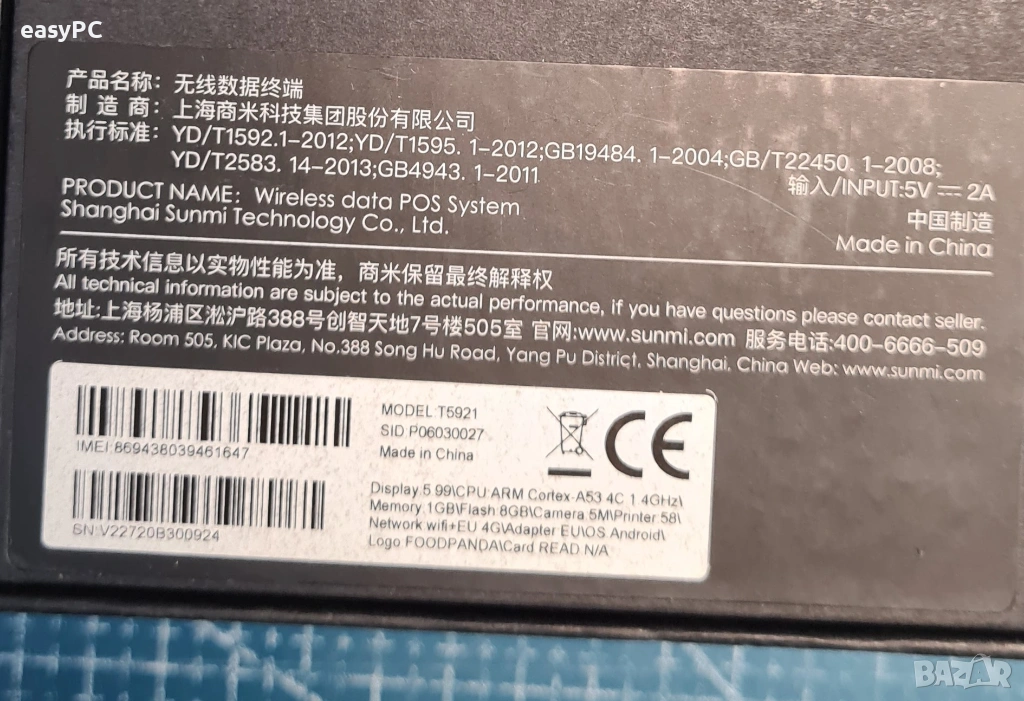 easyPC
产品名称：无线数据终端
制 造 商：上海商米科技集团股份有限公司
执行标准：YD/T1592.1-2012;YD/T1595. 1-2012;GB19484. 1-2004;GB/T22450. 1-2008;
YD/T2583. 14-2013;GB4943. 1-2011
输入/INPUT:5V ⎓ 2A
PRODUCT NAME：Wireless data POS System
中国制造
Shanghai Sunmi Technology Co., Ltd.
Made in China
所有技术信息以实物性能为准，商米保留最终解释权
All technical information are subject to the actual performance, if you have questions please contact seller.
地址:上海杨浦区淞沪路388号创智天地7号楼505室 官网:www.sunmi.com 服务电话:400-6666-509
Address: Room 505, KIC Plaza, No.388 Song Hu Road, Yang Pu District, Shanghai, China Web: www.sunmi.com
IMEI:869438039461647
SN:V22720B300924
MODEL:T5921
SID:P06030027
Made in China
CE
Display:5.99\CPU:ARM Cortex-A53 4C 1.4GHz\
Memory:1GB\Flash:8GB\Camera:5M\Printer:58\
Network:wifi+EU 4G\Adapter:EU\OS:Android\
Logo:FOODPANDA\Card READ:N/A
BAZAR